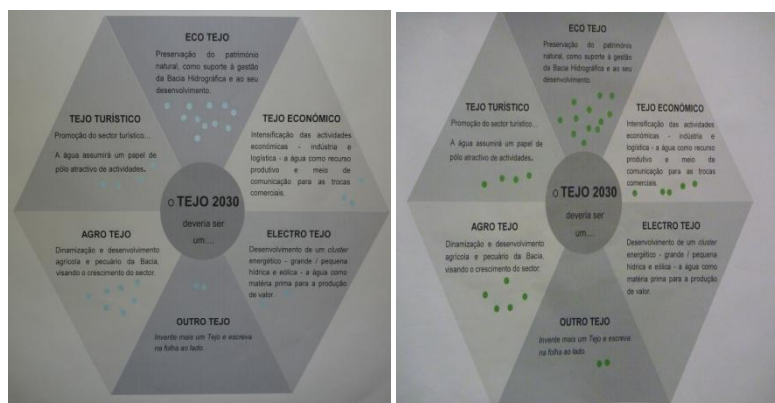 ECO TEJO
Preservação do património
natural, como suporte à gestão
da Bacia Hidrográfica e ao seu
desenvolvimento.
TEJO TURÍSTICO
Promoção do sector turístico...
A água assumirá um papel de
pólo atractivo de actividades.
TEJO ECONÓMICO
Intensificação das actividades
económicas - indústria e
logística - a água como recurso
produtivo e meio de
comunicação para as trocas
comerciais.
O TEJO 2030
deveria ser
um....
AGRO TEJO
Dinamização e desenvolvimento
agrícola e pecuário da Bacia,
visando o crescimento do sector.
ELECTRO TEJO
Desenvolvimento de um cluster
energético - grande / pequena
hídrica e eólica - a água como
matéria prima para a produção
de valor.
OUTRO TEJO
Invente mais um Tejo e escreva
na folha ao lado.
ECO TEJO
Preservação do património
natural, como suporte à gestão
da Bacia Hidrográfica e ao seu
desenvolvimento.
TEJO TURÍSTICO
Promoção do sector turístico...
A água assumirá um papel de
pólo atractivo de actividades.
TEJO ECONÓMICO
Intensificação das actividades
económicas - indústria e
logística - a água como recurso
produtivo e meio de
comunicação para as trocas
comerciais.
O TEJO 2030
deveria ser
um....
AGRO TEJO
Dinamização e desenvolvimento
agrícola e pecuário da Bacia,
visando o crescimento do sector.
ELECTRO TEJO
Desenvolvimento de um cluster
energético - grande / pequena
hídrica e eólica - a água como
matéria prima para a produção
de valor.
OUTRO TEJO
Invente mais um Tejo e escreva
na folha ao lado.